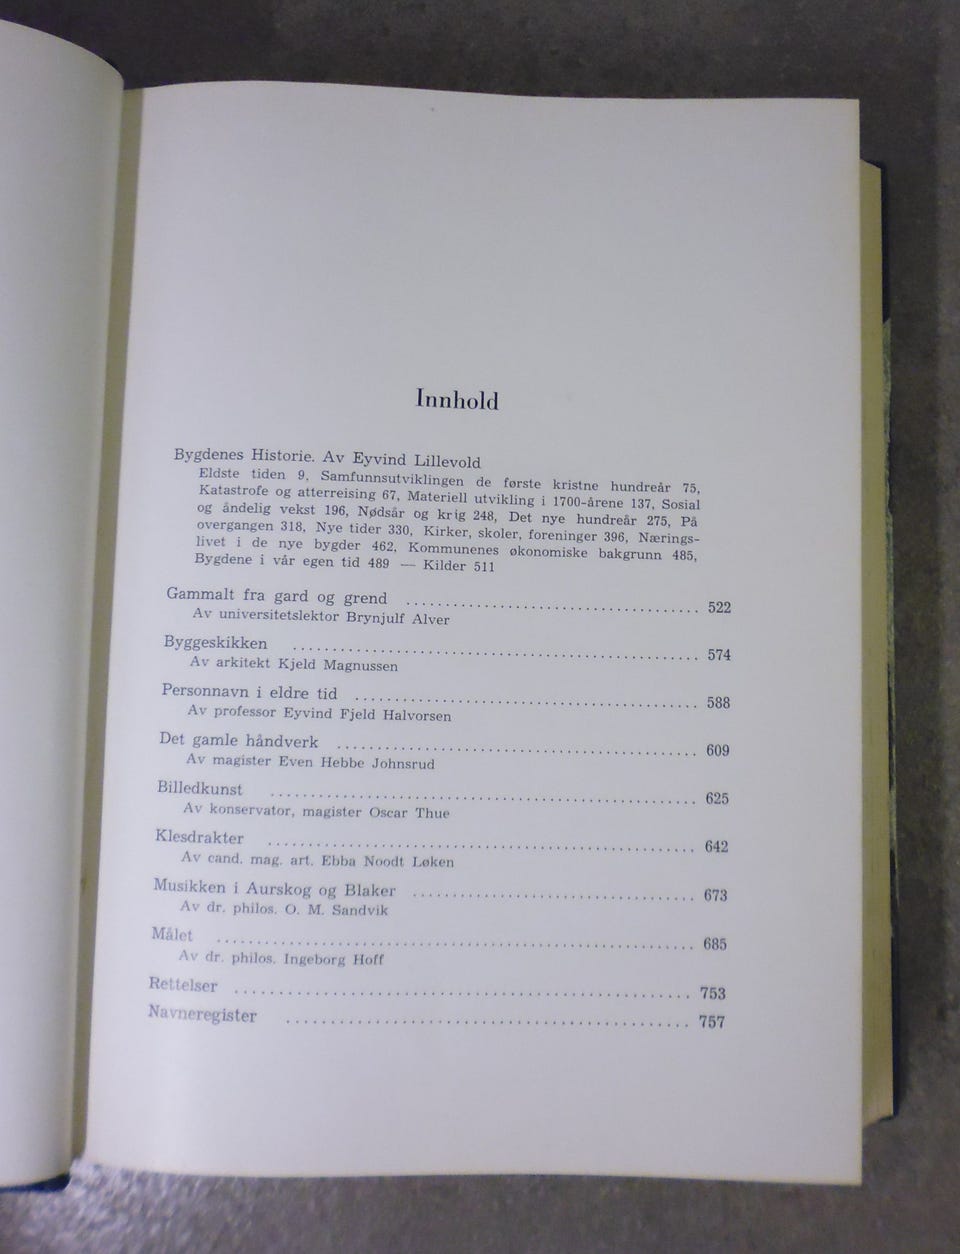 Innhold
Bygdenes Historie. Av Eyvind Lillevold
Eldste tiden 9, Samfunnsutviklingen de første kristne hundreår 75,
Katastrofe og atterreising 67, Materiell utvikling i 1700-årene 137, Sosial
og åndelig vekst 196, Nødsår og krig 248, Det nye hundreår 275, På
overgangen 318, Nye tider 330, Kirker, skoler, foreninger 396, Nærings-
livet i de nye bygder 462, Kommunenes økonomiske bakgrunn 485,
Bygdene i vår egen tid 489 — Kilder 511
Gammalt fra gard og grend ........ 522
Av universitetslektor Brynjulf Alver
Byggeskikken ........ 574
Av arkitekt Kjeld Magnussen
Personnavn i eldre tid ........ 588
Av professor Eyvind Fjeld Halvorsen
Det gamle håndverk ........ 609
Av magister Even Hebbe Johnsrud
Billedkunst ........ 625
Av konservator, magister Oscar Thue
Klesdrakter ........ 642
Av cand. mag. art. Ebba Noodt Løken
Musikken i Aurskog og Blaker ........ 673
Av dr. philos. O. M. Sandvik
Målet ........ 685
Av dr. philos. Ingeborg Hoff
Rettelser ........ 753
Navneregister ........ 757